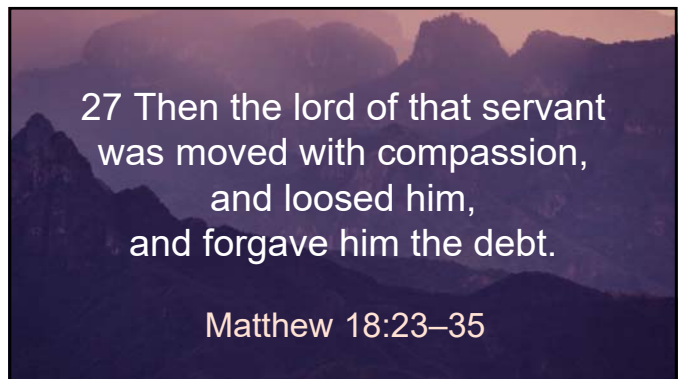 27 Then the lord of that servant
was moved with compassion,
and loosed him,
and forgave him the debt.
Matthew 18:23–35